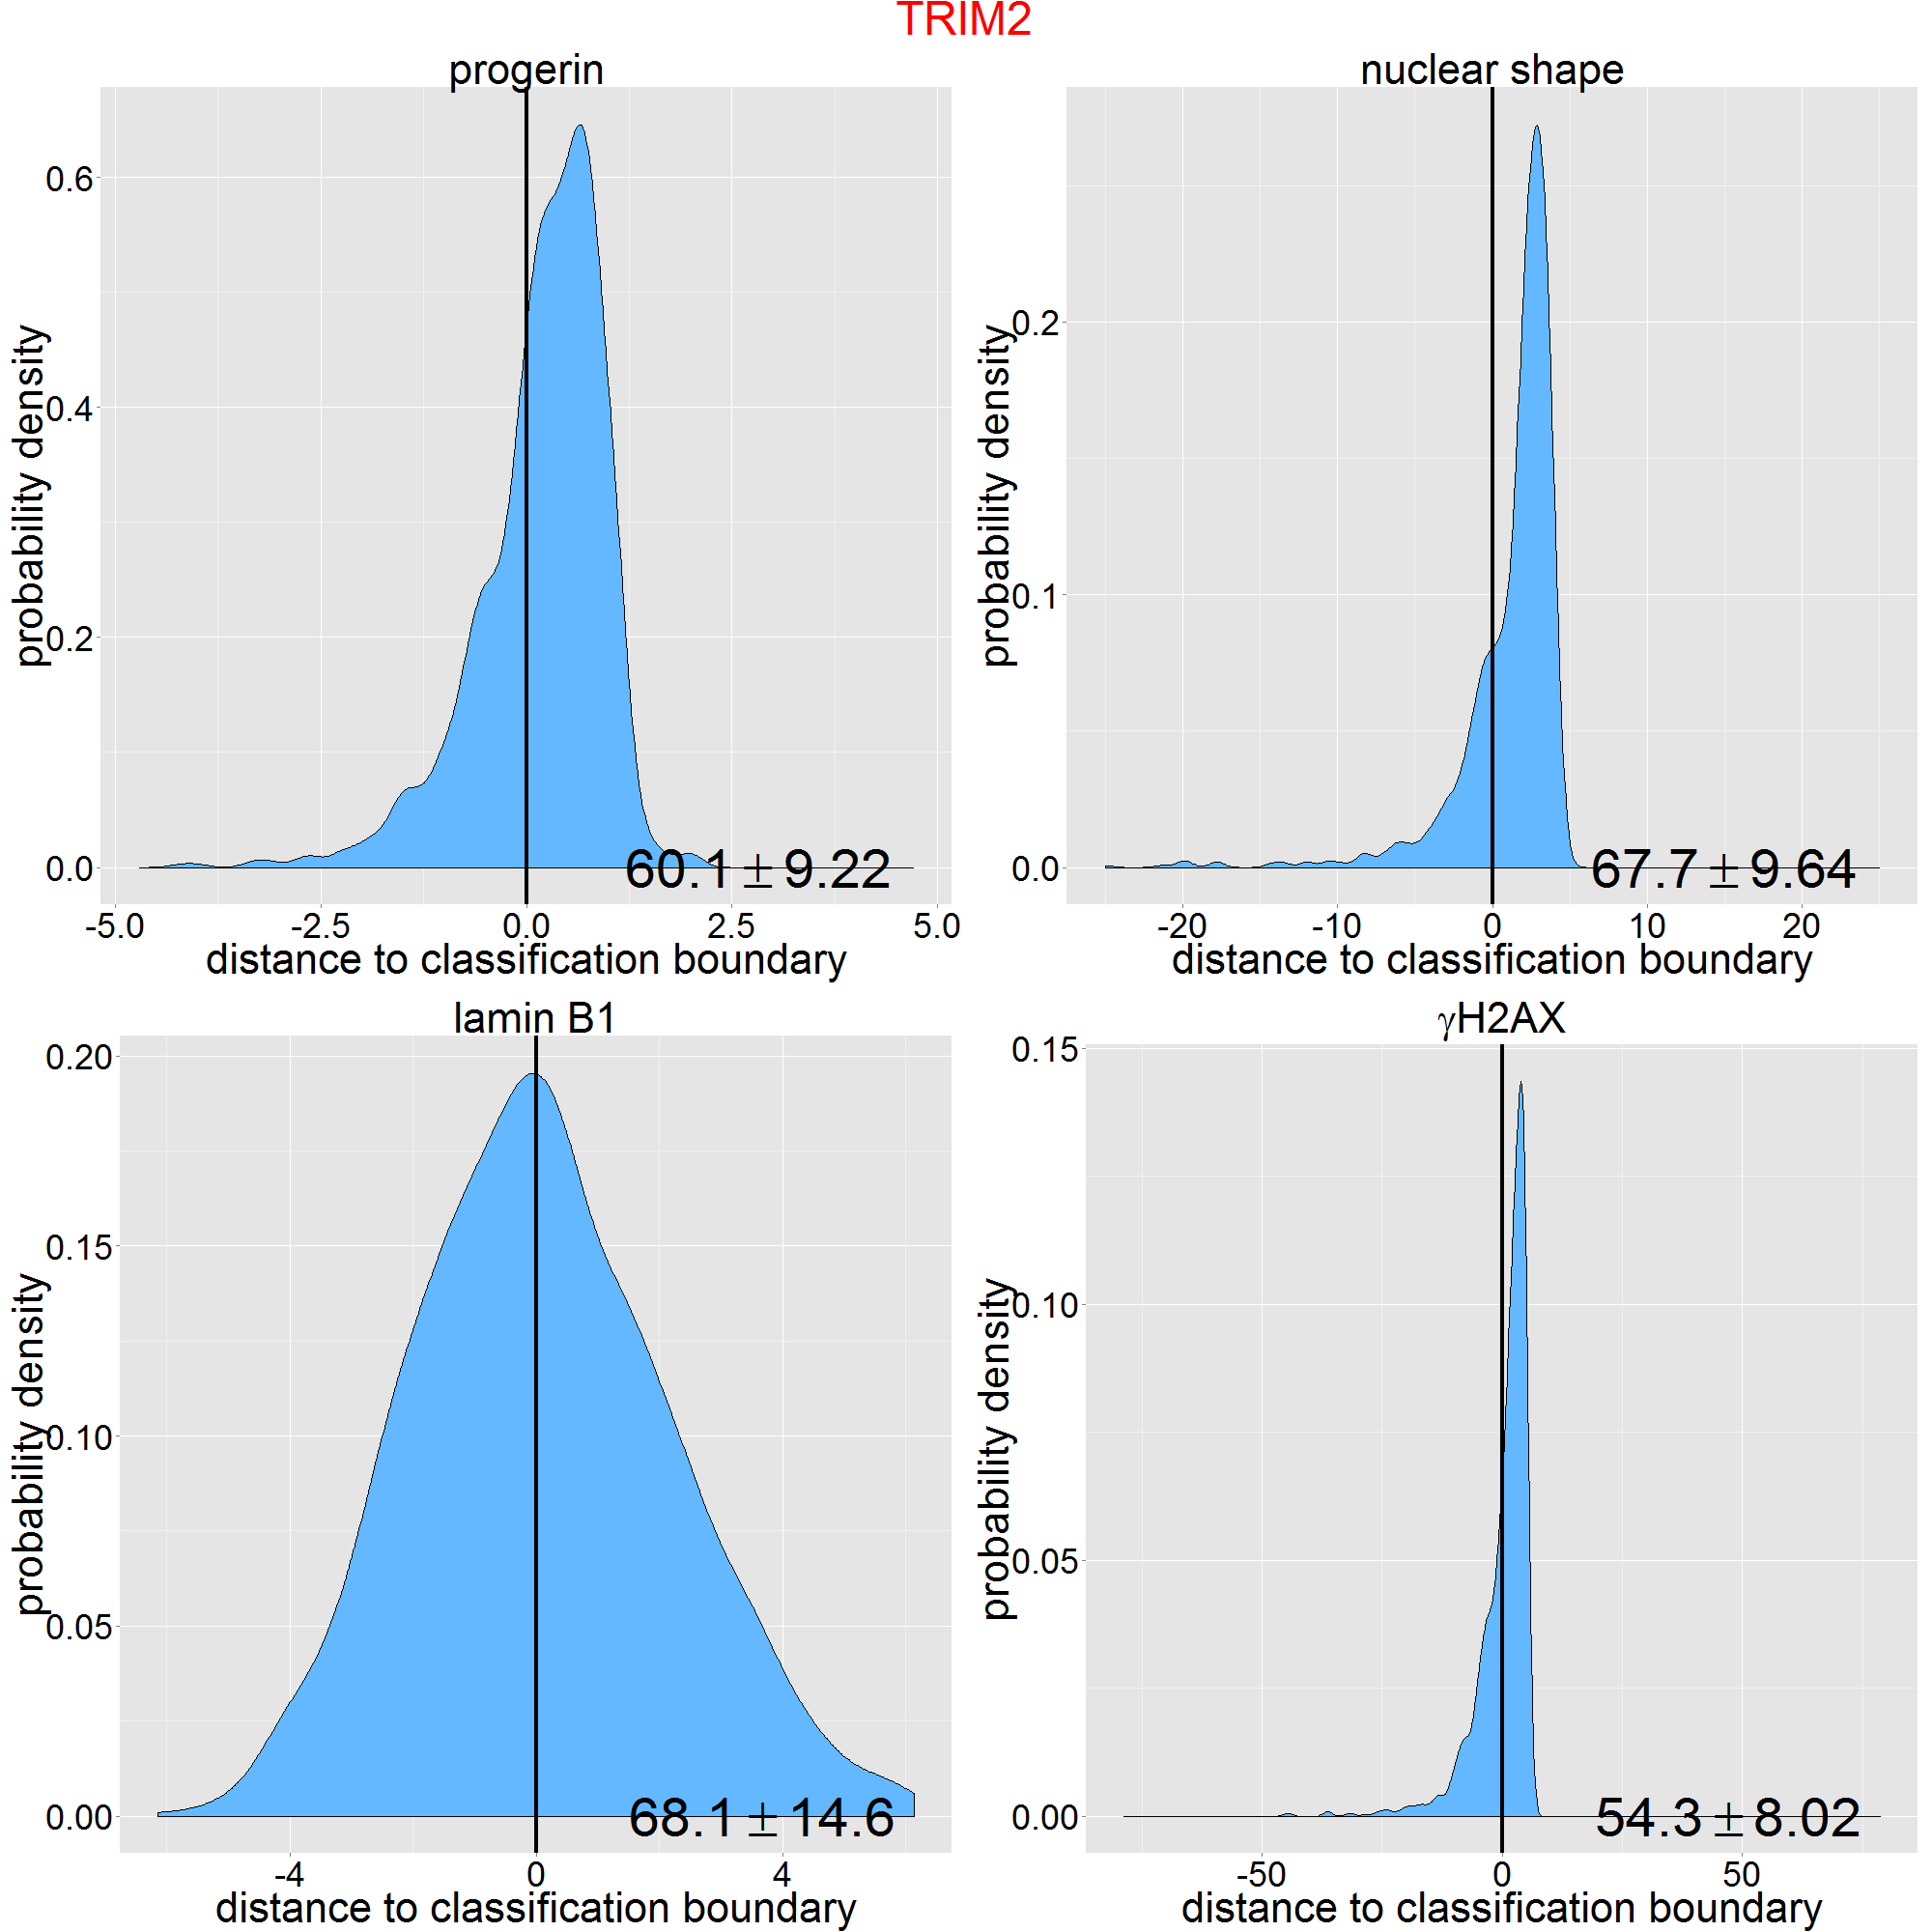 TRIM2
progerin
probability density
0.6
0.4
0.2
0.0
60.1±9.22
-5.0 -2.5 0.0 2.5 5.0
distance to classification boundary
nuclear shape
probability density
0.2
0.1
0.0
67.7±9.64
-20 -10 0 10 20
distance to classification boundary
lamin B1
probability density
0.20
0.15
0.10
0.05
0.00
68.1±14.6
-4 0 4
distance to classification boundary
γH2AX
probability density
0.15
0.10
0.05
0.00
54.3±8.02
-50 0 50
distance to classification boundary